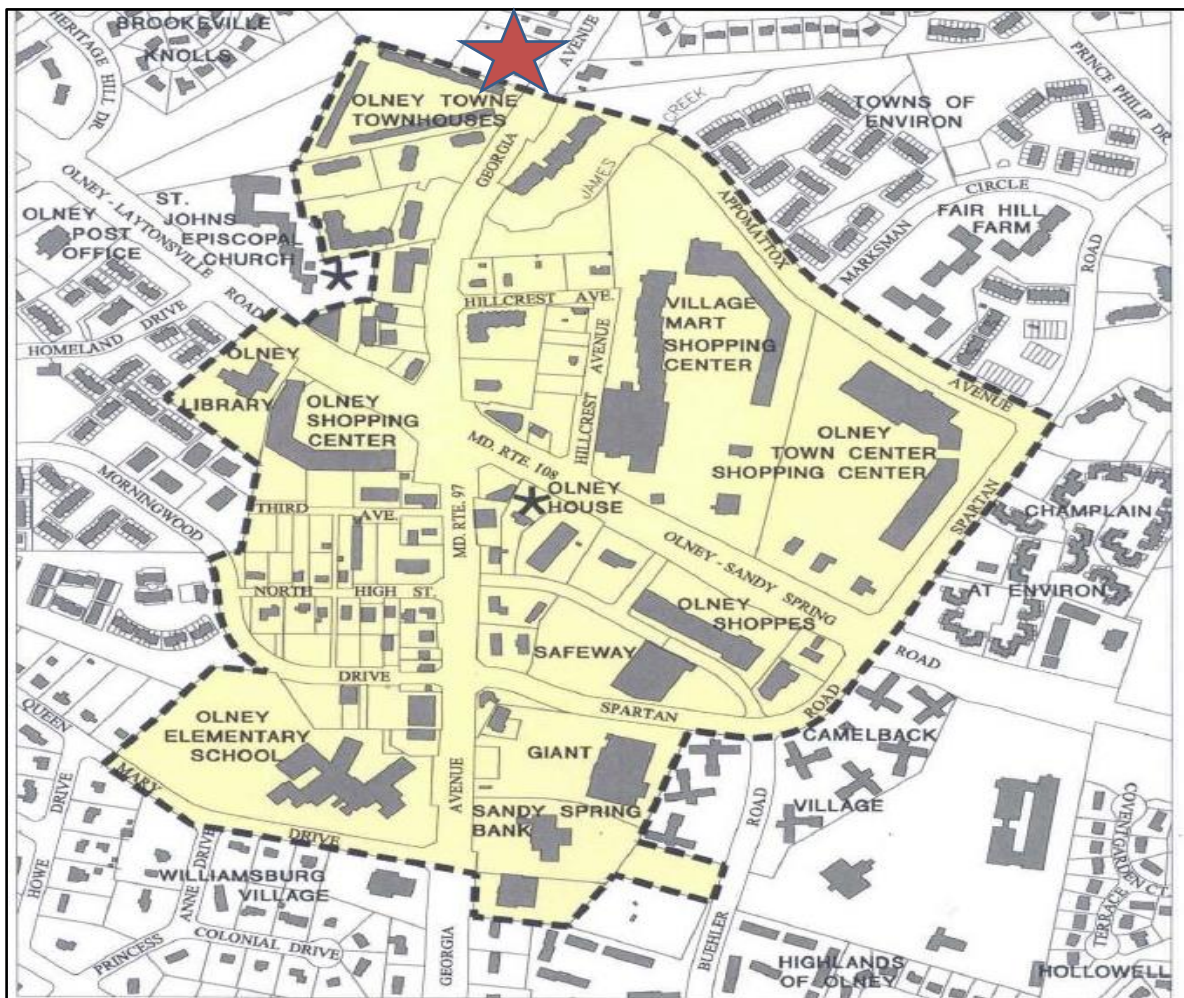 BROOKEVILLE
KNOLLS
HERITAGE HILL DR.
AVENUE
PRINCE PHILIP DR.
OLNEY TOWNE
TOWNHOUSES
CREEK
TOWNS OF
ENVIRON
GEORGIA
JAMES
OLNEY - LAYTONSVILLE
ROAD
ST.
JOHNS
EPISCOPAL
CHURCH
OLNEY
POST
OFFICE
APPOMATTOX
AVENUE
MARKSMAN
CIRCLE
FAIR HILL
FARM
ROAD
HOMELAND DRIVE
HILLCREST AVE.
HILLCREST AVENUE
VILLAGE
MART
SHOPPING
CENTER
OLNEY
LIBRARY
OLNEY
SHOPPING
CENTER
OLNEY
TOWN CENTER
SHOPPING CENTER
MD. RTE. 108
MORNINGWOOD
OLNEY
HOUSE
THIRD AVE.
MD. RTE. 97
SPARTAN
CHAMPLAIN
AT ENVIRON
OLNEY - SANDY SPRING
ROAD
NORTH HIGH ST.
OLNEY
SHOPPES
SAFEWAY
DRIVE
SPARTAN
ROAD
QUEEN
MARY
DRIVE
OLNEY
ELEMENTARY
SCHOOL
GIANT
CAMELBACK
VILLAGE
AVENUE
SANDY SPRING
BANK
ROAD
HOWE
DRIVE
ANNE DRIVE
WILLIAMSBURG
VILLAGE
PRINCESS
COLONIAL DRIVE
GEORGIA
BUEHLER
HIGHLANDS
OF OLNEY
COVENT GARDEN CT.
TERRACE
HOLLOWELL